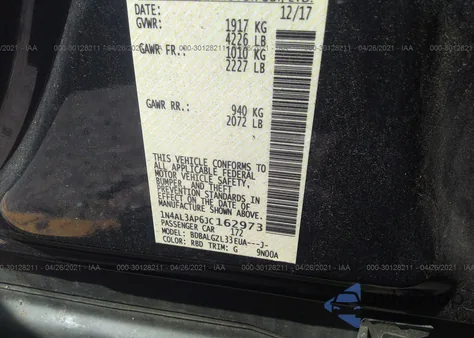 DATE: 12/17
GVWR: 1917 KG
4226 LB
GAWR FR: 1010 KG
2227 LB
GAWR RR: 940 KG
2072 LB
THIS VEHICLE CONFORMS TO
ALL APPLICABLE FEDERAL
MOTOR VEHICLE SAFETY,
BUMPER, AND THEFT
PREVENTION STANDARDS
IN EFFECT ON THE
DATE OF
MANUFACTURE SHOWN ABOVE.
1N4AL3AP6JC162973
PASSENGER CAR 172
MODEL: BDBALGZL33EUA---J-
COLOR: RBD TRIM: G 9N00A
000-30128211 - 04/26/2021 - IAA